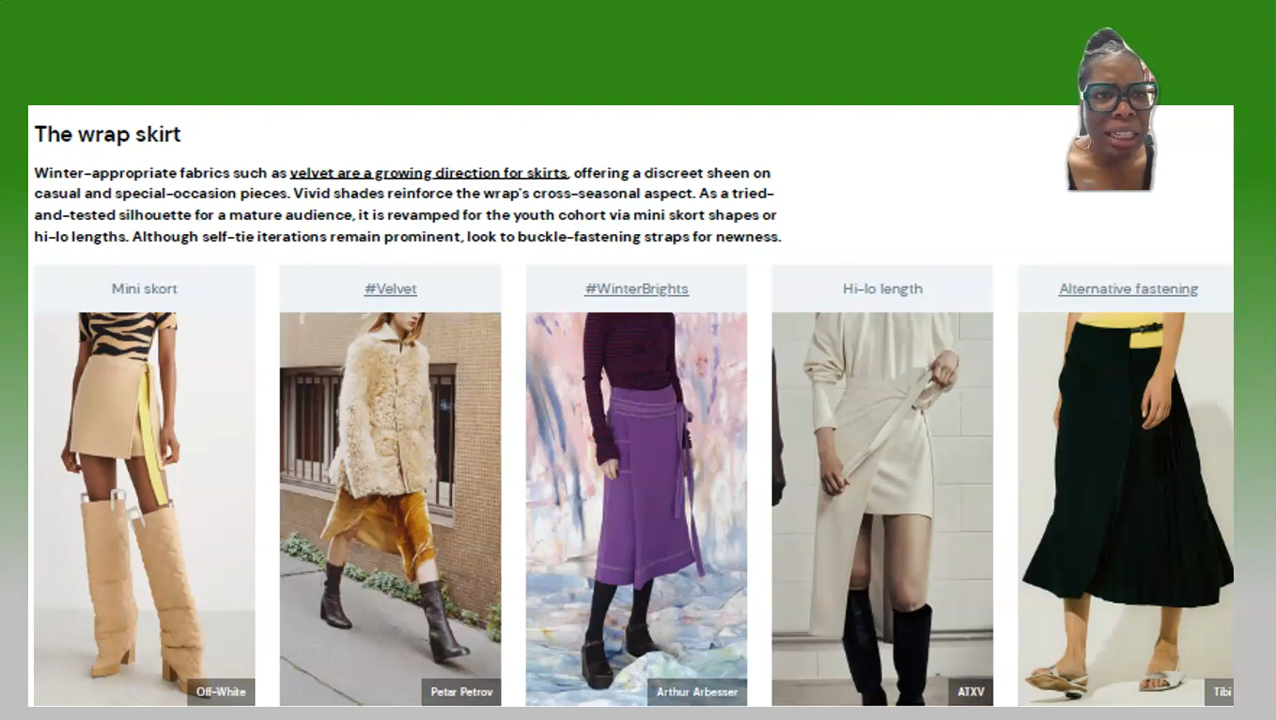 The wrap skirt
Winter-appropriate fabrics such as velvet are a growing direction for skirts, offering a discreet sheen on
casual and special-occasion pieces. Vivid shades reinforce the wrap's cross-seasonal aspect. As a tried-
and-tested silhouette for a mature audience, it is revamped for the youth cohort via mini skort shapes or
hi-lo lengths. Although self-tie iterations remain prominent, look to buckle-fastening straps for newness.
Mini skort
#Velvet
#WinterBrights
Hi-lo length
Alternative fastening
Off-White
Petar Petrov
Arthur Arbesser
ATXV
Tibi